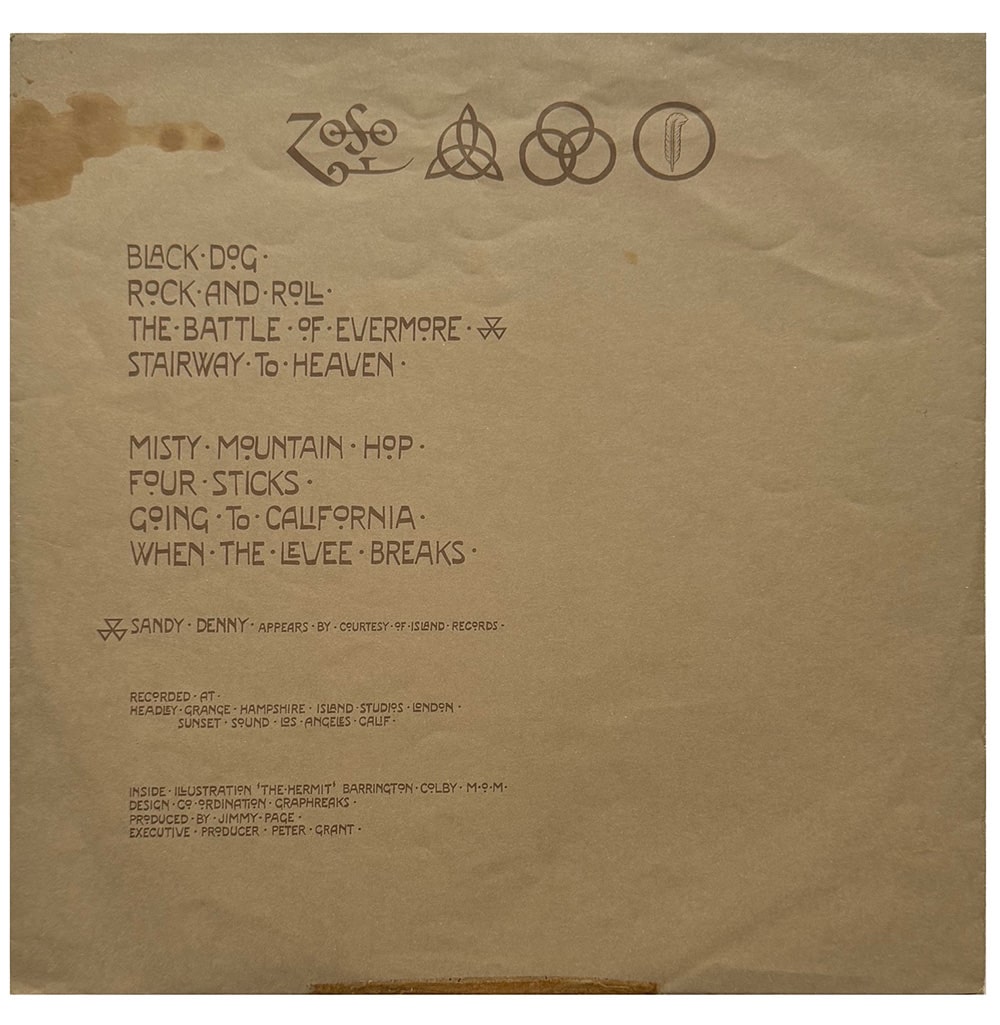 ZOSO
BLACK · DOG ·
ROCK · AND · ROLL ·
THE · BATTLE · OF · EVERMORE ·
STAIRWAY · TO · HEAVEN ·
MISTY · MOUNTAIN · HOP ·
FOUR · STICKS ·
GOING · TO · CALIFORNIA ·
WHEN · THE · LEVEE · BREAKS ·
SANDY · DENNY · APPEARS · BY · COURTESY · OF · ISLAND · RECORDS ·
RECORDED · AT ·
HEADLEY · GRANGE · HAMPSHIRE · ISLAND · STUDIOS · LONDON ·
SUNSET · SOUND · LOS · ANGELES · CALIF ·
INSIDE · ILLUSTRATION 'THE · HERMIT' BARRINGTON · COLBY · M · O · M ·
DESIGN · CO · ORDINATION · GRAPHREAKS ·
PRODUCED · BY · JIMMY · PAGE ·
EXECUTIVE · PRODUCER · PETER · GRANT ·